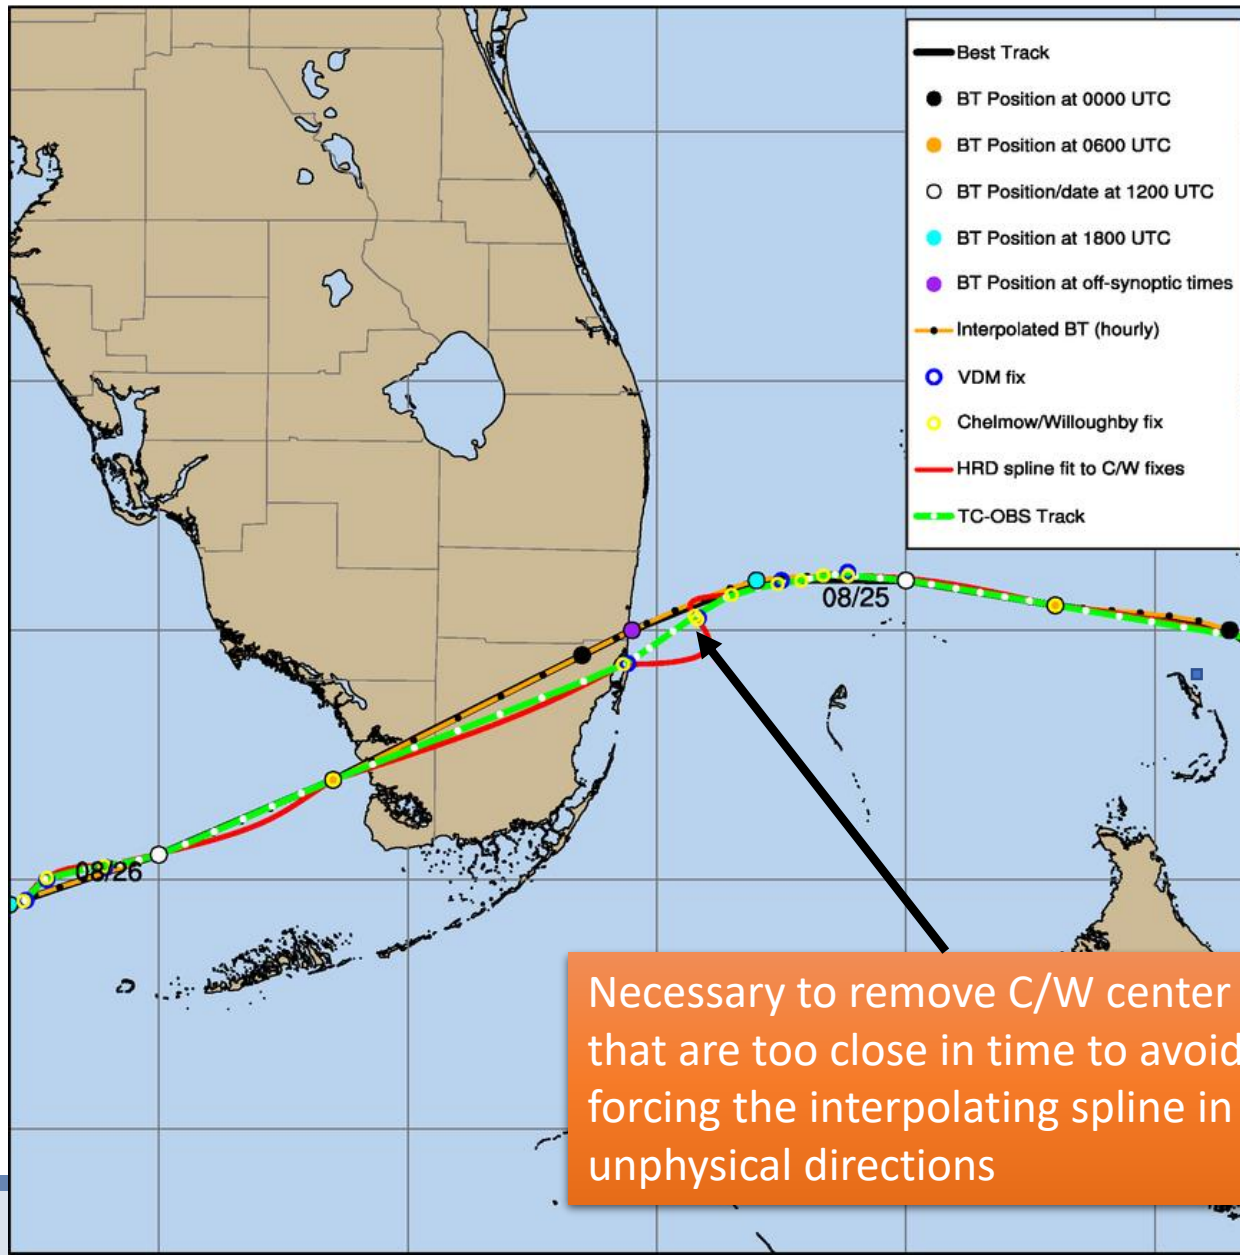 Best Track
BT Position at 0000 UTC
BT Position at 0600 UTC
BT Position/date at 1200 UTC
BT Position at 1800 UTC
BT Position at off-synoptic times
Interpolated BT (hourly)
VDM fix
Chelmow/Willoughby fix
HRD spline fit to C/W fixes
TC-OBS Track
08/25
08/26
Necessary to remove C/W center
that are too close in time to avoid
forcing the interpolating spline in
unphysical directions